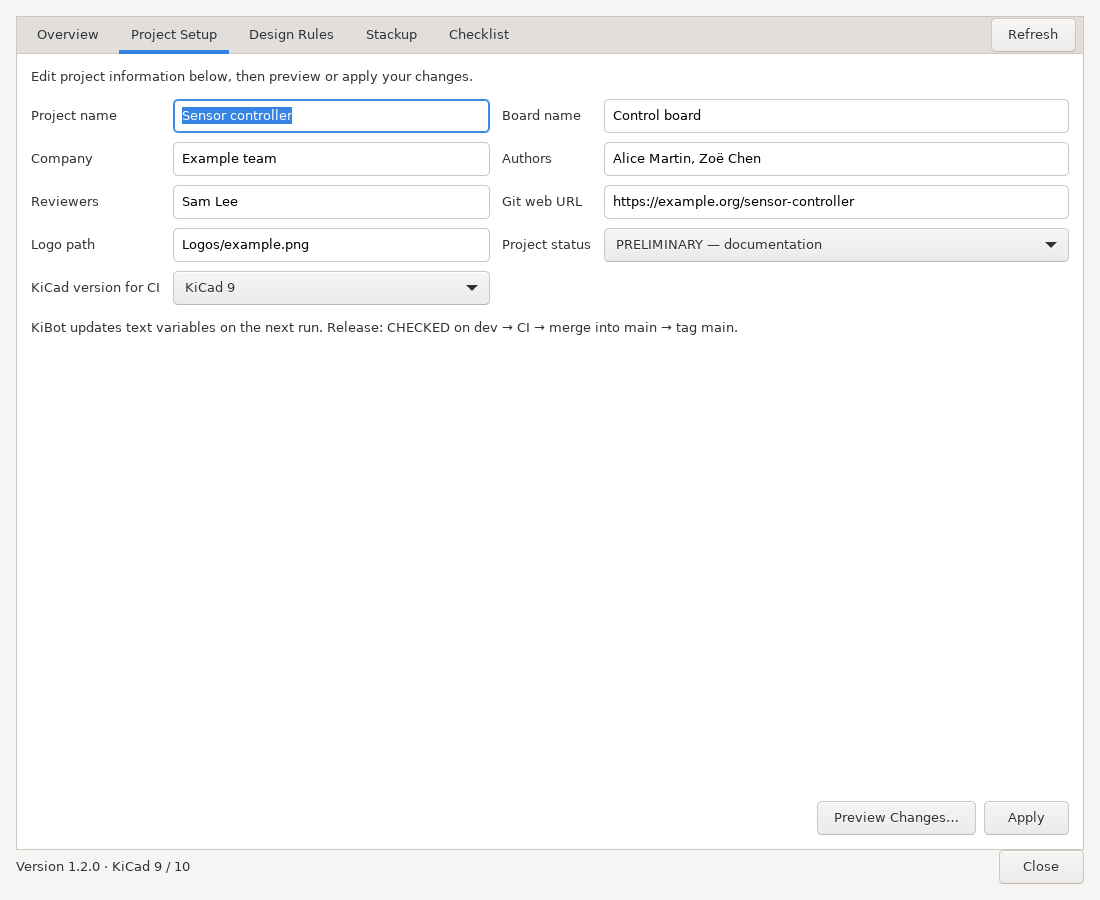 Overview Project Setup Design Rules Stackup Checklist Refresh
Edit project information below, then preview or apply your changes.
Project name Sensor controller Board name Control board
Company Example team Authors Alice Martin, Zoë Chen
Reviewers Sam Lee Git web URL https://example.org/sensor-controller
Logo path Logos/example.png Project status PRELIMINARY — documentation
KiCad version for CI KiCad 9
KiBot updates text variables on the next run. Release: CHECKED on dev → CI → merge into main → tag main.
Preview Changes... Apply
Version 1.2.0 · KiCad 9 / 10 Close